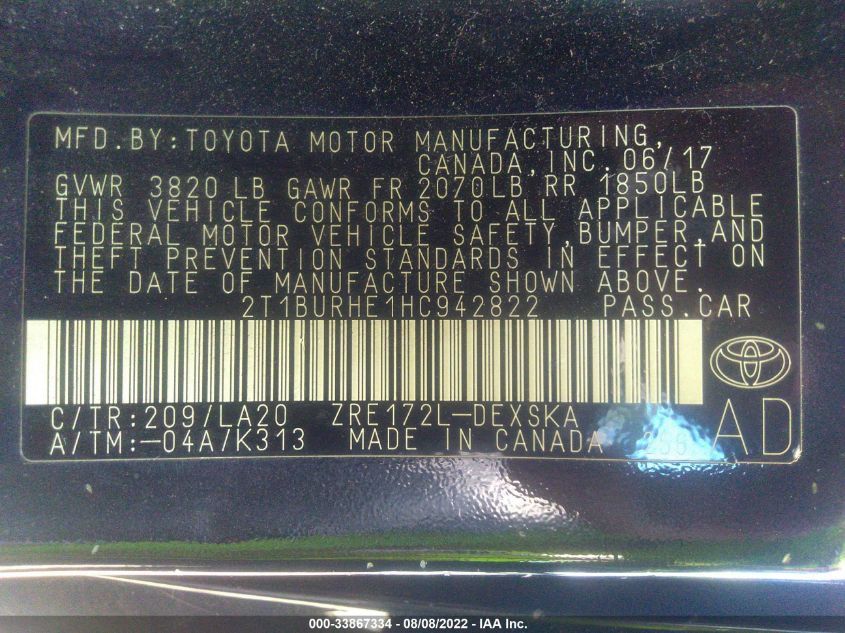 MFD.BY:TOYOTA MOTOR MANUFACTURING,
CANADA,INC. 06/17
GVWR 3820 LB GAWR FR 2070LB RR 1850LB
THIS VEHICLE CONFORMS TO ALL APPLICABLE
FEDERAL MOTOR VEHICLE SAFETY,BUMPER,AND
THEFT PREVENTION STANDARDS IN EFFECT ON
THE DATE OF MANUFACTURE SHOWN ABOVE.
2T1BURHE1HC942822 PASS.CAR
C/TR:209/LA20 ZRE172L-DEXSKA
A/TM:-04A/K313 MADE IN CANADA AD
000-33867334 - 08/08/2022 - IAA Inc.